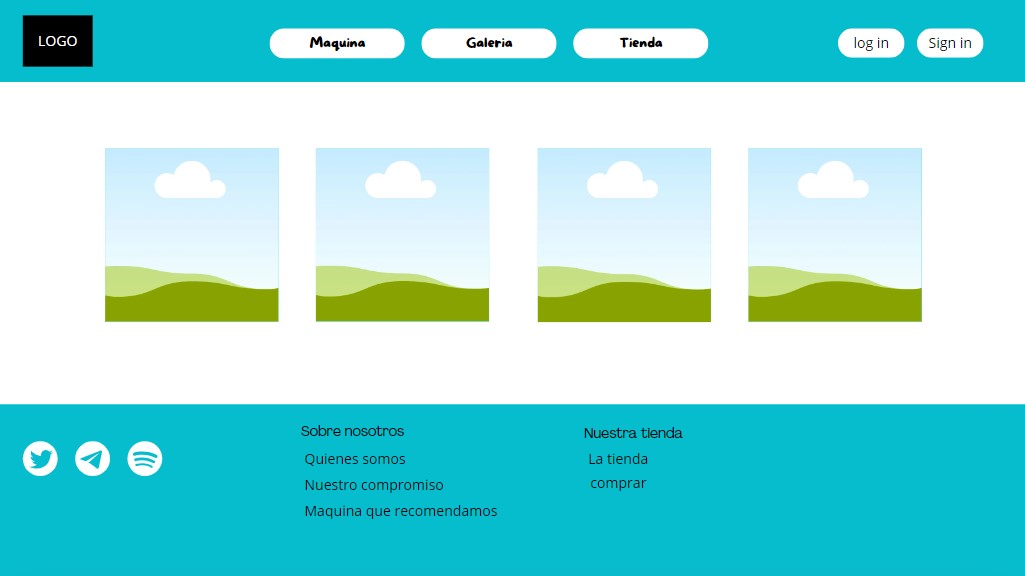 LOGO
Maquina
Galeria
Tienda
log in
Sign in
Sobre nosotros
Quienes somos
Nuestro compromiso
Maquina que recomendamos
Nuestra tienda
La tienda
comprar